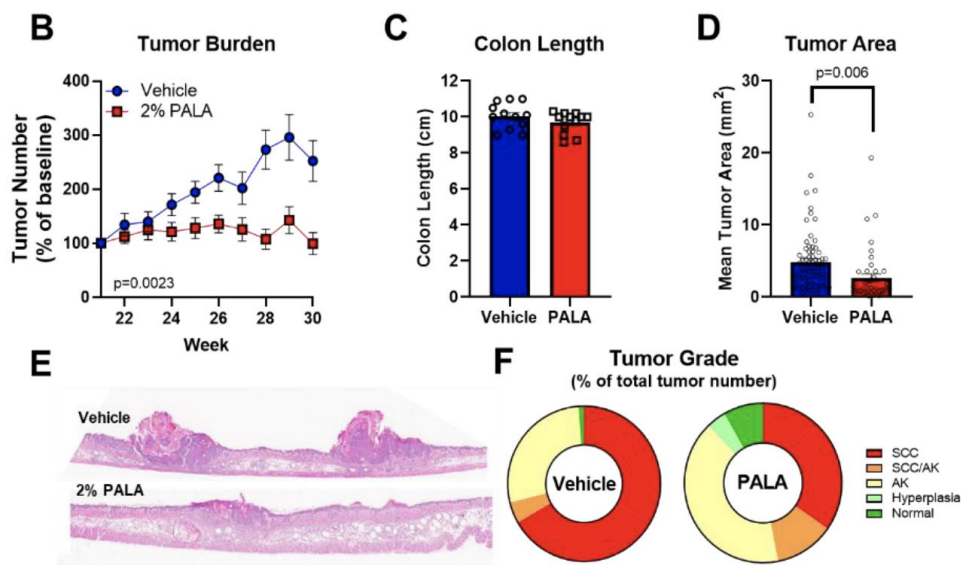 B
Tumor Burden
Tumor Number
(% of baseline)
400
300
200
100
0
Vehicle
2% PALA
p=0.0023
22 24 26 28 30
Week
C
Colon Length
Colon Length (cm)
12
10
8
6
4
2
0
Vehicle PALA
D
Tumor Area
p=0.006
Mean Tumor Area (mm²)
30
20
10
0
Vehicle PALA
E
Vehicle
2% PALA
F
Tumor Grade
(% of total tumor number)
Vehicle
PALA
SCC
SCC/AK
AK
Hyperplasia
Normal